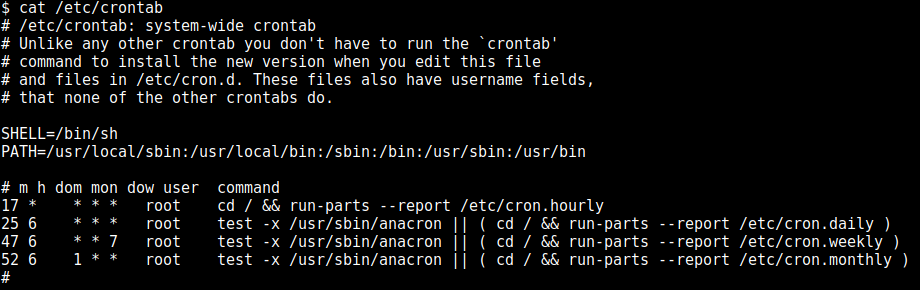 $ cat /etc/crontab
# /etc/crontab: system-wide crontab
# Unlike any other crontab you don't have to run the `crontab'
# command to install the new version when you edit this file
# and files in /etc/cron.d. These files also have username fields,
# that none of the other crontabs do.

SHELL=/bin/sh
PATH=/usr/local/sbin:/usr/local/bin:/sbin:/bin:/usr/sbin:/usr/bin

# m h dom mon dow user  command
17 *    * * *   root    cd / && run-parts --report /etc/cron.hourly
25 6    * * *   root    test -x /usr/sbin/anacron || ( cd / && run-parts --report /etc/cron.daily )
47 6    * * 7   root    test -x /usr/sbin/anacron || ( cd / && run-parts --report /etc/cron.weekly )
52 6    1 * *   root    test -x /usr/sbin/anacron || ( cd / && run-parts --report /etc/cron.monthly )
#